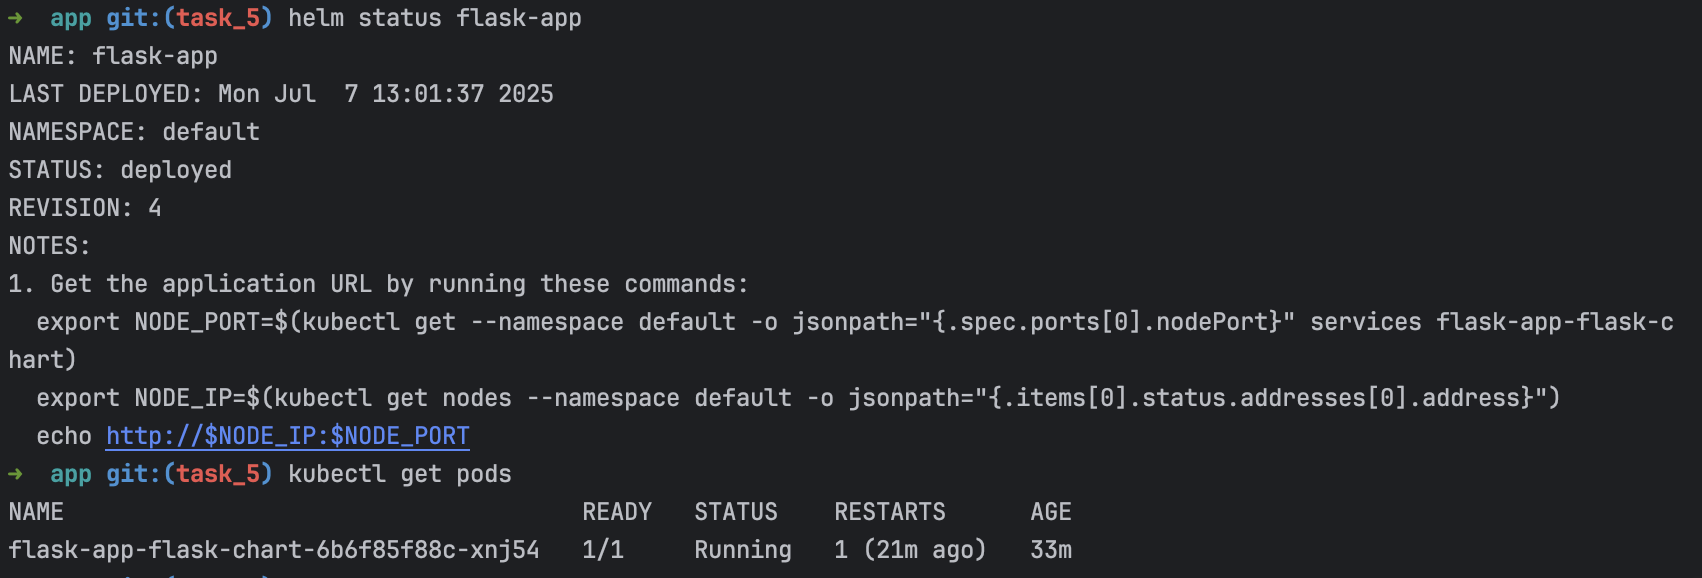 ➜  app git:(task_5) helm status flask-app
NAME: flask-app
LAST DEPLOYED: Mon Jul  7 13:01:37 2025
NAMESPACE: default
STATUS: deployed
REVISION: 4
NOTES:
1. Get the application URL by running these commands:
  export NODE_PORT=$(kubectl get --namespace default -o jsonpath="{.spec.ports[0].nodePort}" services flask-app-flask-c
hart)
  export NODE_IP=$(kubectl get nodes --namespace default -o jsonpath="{.items[0].status.addresses[0].address}")
  echo http://$NODE_IP:$NODE_PORT
➜  app git:(task_5) kubectl get pods
NAME                                     READY   STATUS    RESTARTS      AGE
flask-app-flask-chart-6b6f85f88c-xnj54   1/1     Running   1 (21m ago)   33m